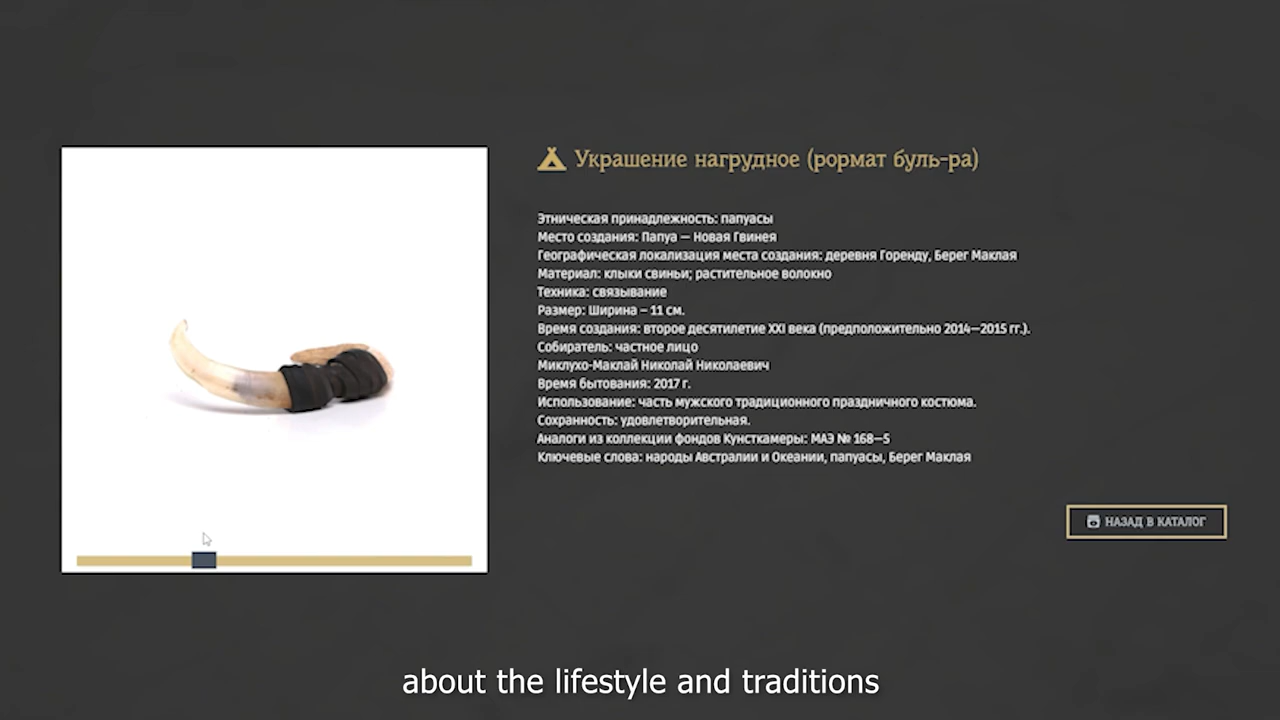 Украшение нагрудное (рормат буль-ра)
Этническая принадлежность: папуасы
Место создания: Папуа — Новая Гвинея
Географическая локализация места создания: деревня Горенду, Берег Маклая
Материал: клыки свиньи; растительное волокно
Техника: связывание
Размер: Ширина – 11 см.
Время создания: второе десятилетие XXI века (предположительно 2014—2015 гг.).
Собиратель: частное лицо
Миклухо-Маклай Николай Николаевич
Время бытования: 2017 г.
Использование: часть мужского традиционного праздничного костюма.
Сохранность: удовлетворительная.
Аналоги из коллекции фондов Кунсткамеры: МАЭ № 168—5
Ключевые слова: народы Австралии и Океании, папуасы, Берег Маклая
НАЗАД В КАТАЛОГ
about the lifestyle and traditions